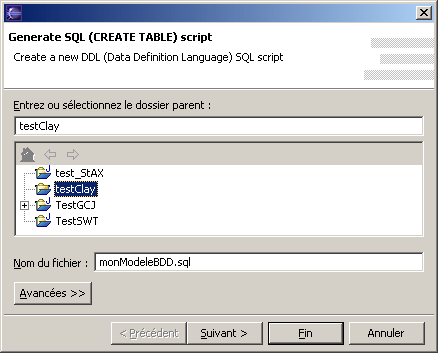 Generate SQL (CREATE TABLE) script
Create a new DDL (Data Definition Language) SQL script
Entrez ou sélectionnez le dossier parent :
testClay
test_StAX
testClay
TestGCJ
TestSWT
Nom du fichier : monModeleBDD.sql
Avancées >>
< Précédent Suivant > Fin Annuler